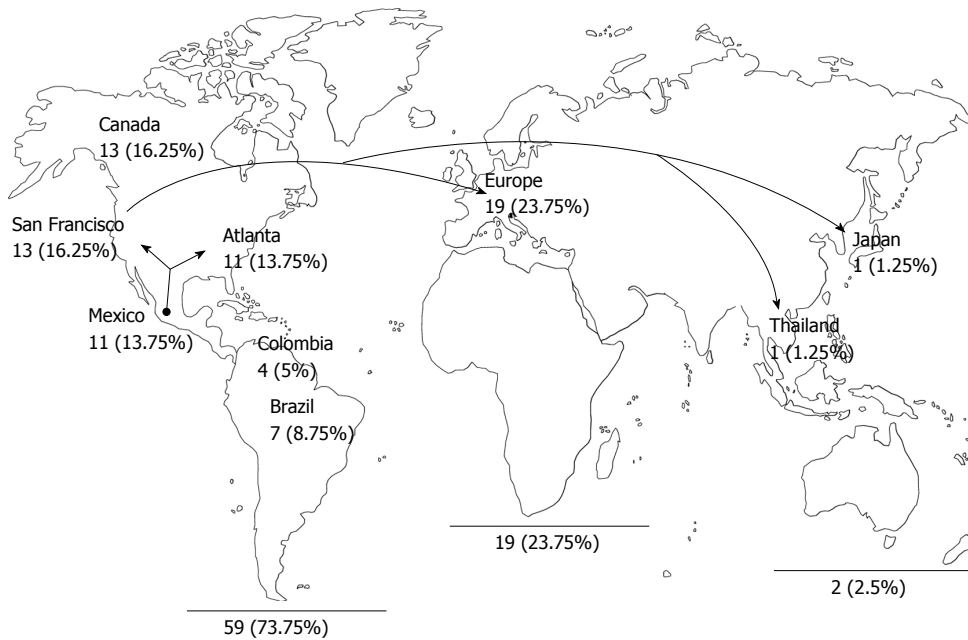 Canada
13 (16.25%)
Europe
19 (23.75%)
San Francisco
13 (16.25%)
Atlanta
11 (13.75%)
Japan
1 (1.25%)
Mexico
11 (13.75%)
Thailand
1 (1.25%)
Colombia
4 (5%)
Brazil
7 (8.75%)
19 (23.75%)
2 (2.5%)
59 (73.75%)